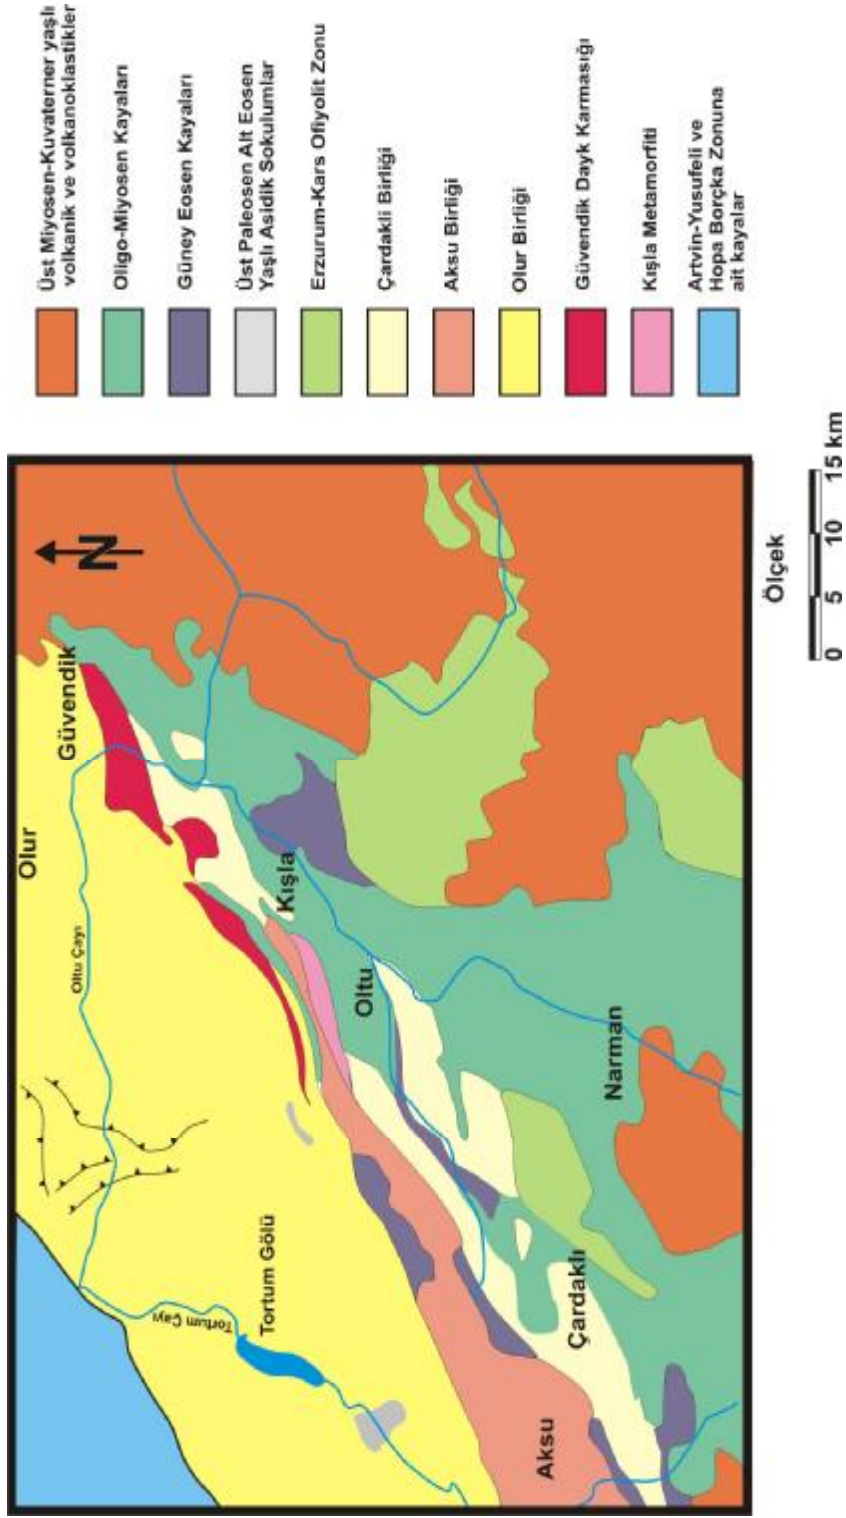 Olur
Güvendik
Oltu Çayı
Kışla
Tortum Gölü
Tortum Çayı
Oltu
Narman
Çardaklı
Aksu
N
Ölçek
0 5 10 15 km
Üst Miyosen-Kuvaterner yaşlı
volkanik ve volkanoklastikler
Oligo-Miyosen Kayaları
Güney Eosen Kayaları
Üst Paleosen Alt Eosen
Yaşlı Asidik Sokulumlar
Erzurum-Kars Ofiyolit Zonu
Çardakli Birliği
Aksu Birliği
Olur Birliği
Güvendik Dayk Karmasığı
Kışla Metamorfiti
Artvin-Yusufeli ve
Hopa Borçka Zonuna
ait kayalar